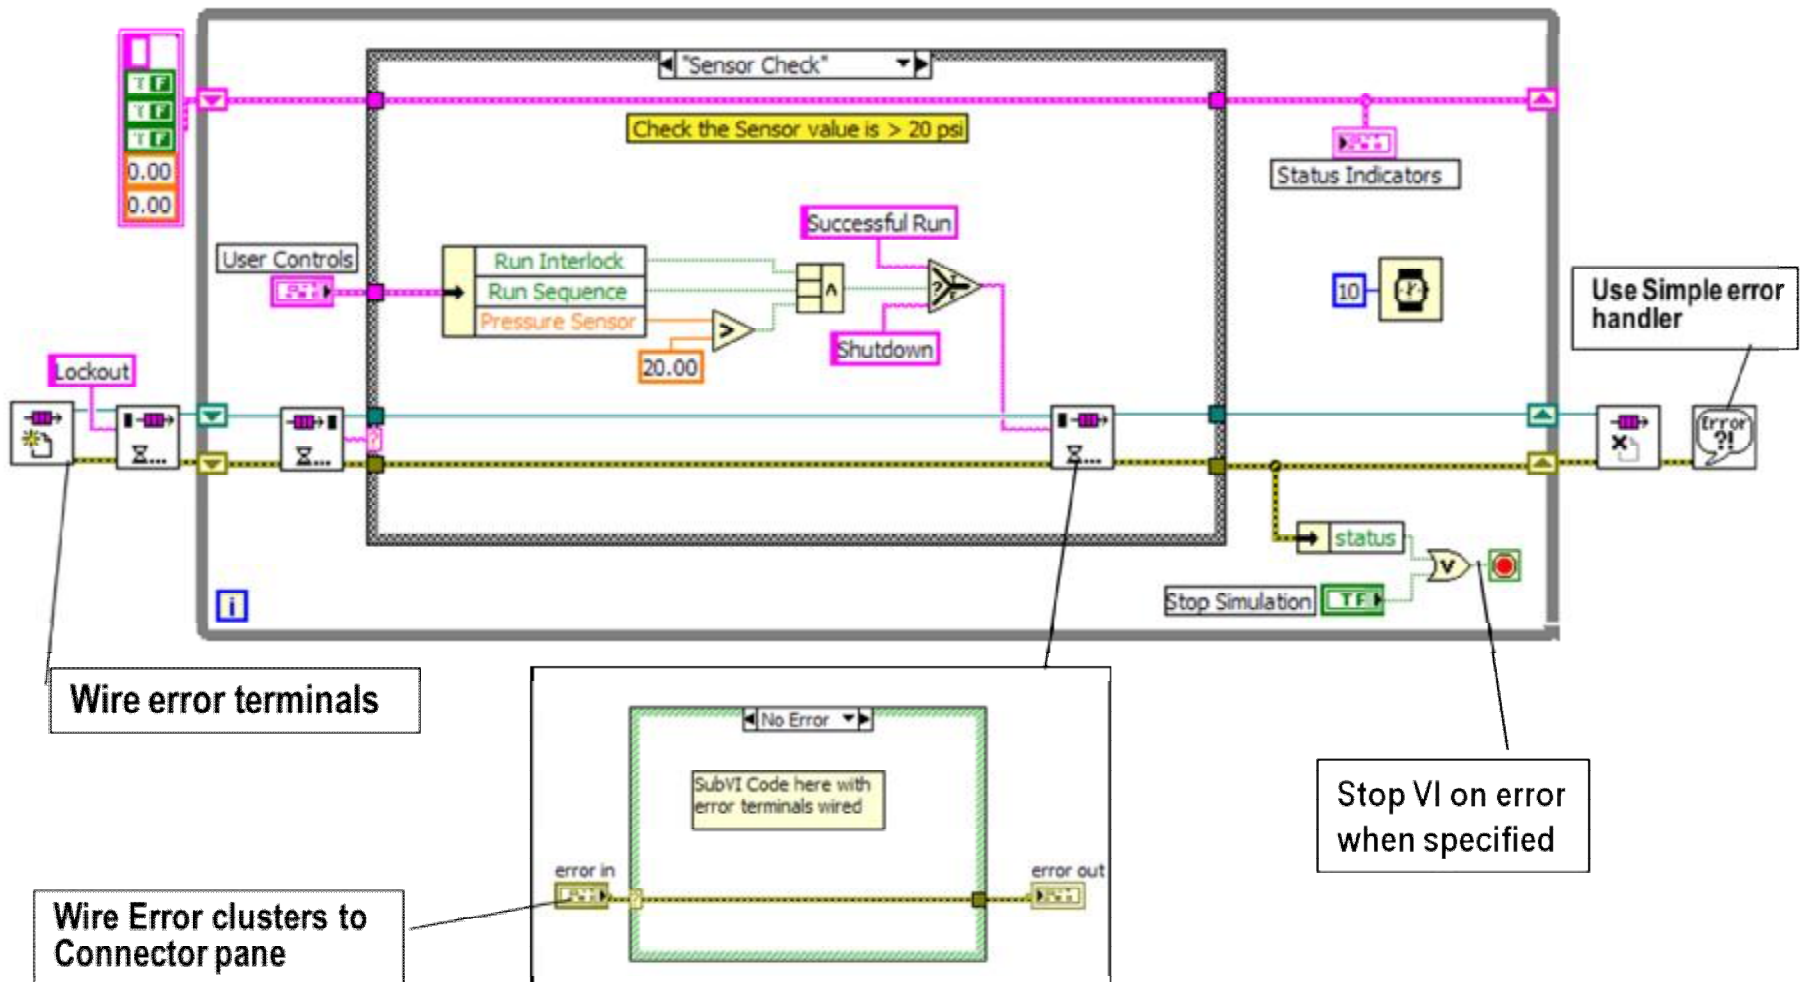 "Sensor Check"
T F
T F
T F
0.00
0.00
Check the Sensor value is > 20 psi
Status Indicators
Successful Run
User Controls
Run Interlock
Run Sequence
Pressure Sensor
>
20.00
Λ
?
T
F
Shutdown
10
Use Simple error
handler
Lockout
?
Error
?!
status
V
Stop Simulation
TF
i
Wire error terminals
No Error
SubVI Code here with
error terminals wired
error in
?
error out
Stop VI on error
when specified
Wire Error clusters to
Connector pane